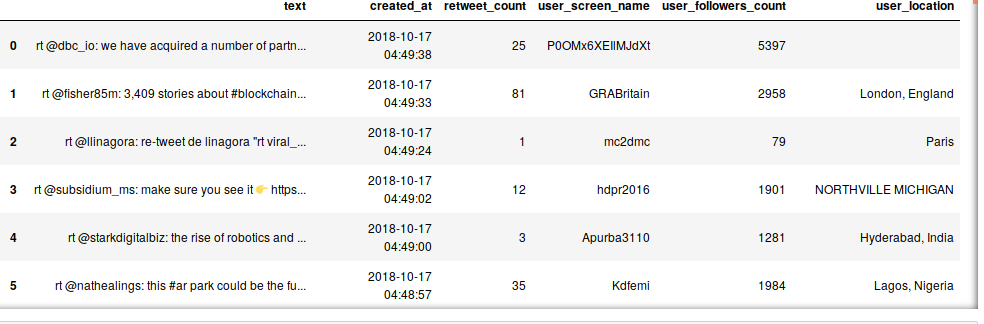 text created_at retweet_count user_screen_name user_followers_count user_location
0 rt @dbc_io: we have acquired a number of partn... 2018-10-17 04:49:38 25 P0OMx6XEIlMJdXt 5397
1 rt @fisher85m: 3,409 stories about #blockchain... 2018-10-17 04:49:33 81 GRABritain 2958 London, England
2 rt @llinagora: re-tweet de linagora "rt viral_... 2018-10-17 04:49:24 1 mc2dmc 79 Paris
3 rt @subsidium_ms: make sure you see it👉 https... 2018-10-17 04:49:02 12 hdpr2016 1901 NORTHVILLE MICHIGAN
4 rt @starkdigitalbiz: the rise of robotics and ... 2018-10-17 04:49:00 3 Apurba3110 1281 Hyderabad, India
5 rt @nathealings: this #ar park could be the fu... 2018-10-17 04:48:57 35 Kdfemi 1984 Lagos, Nigeria